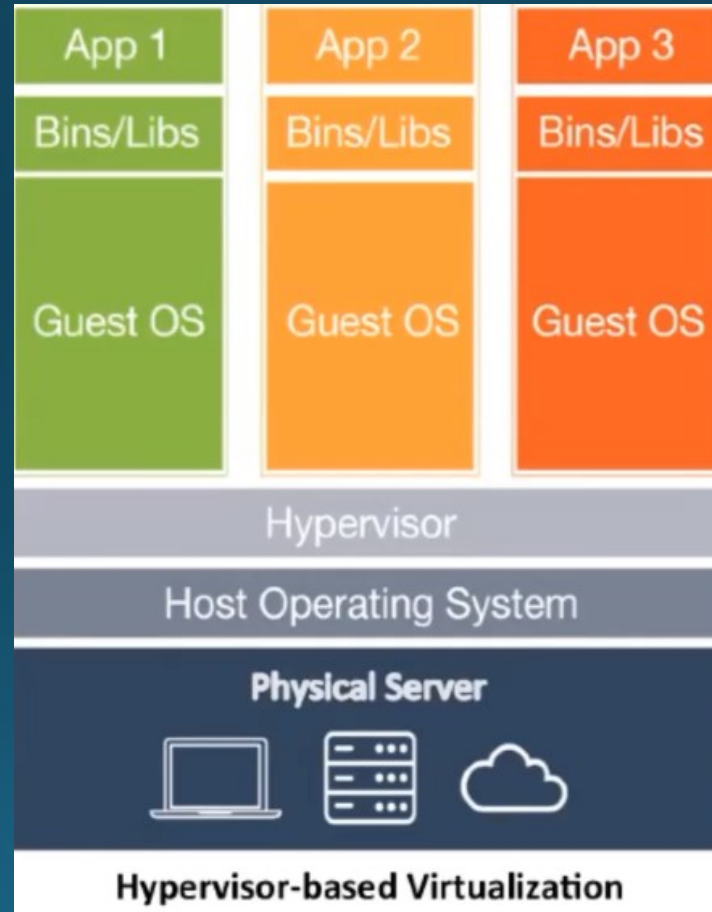 App 1 App 2 App 3
Bins/Libs Bins/Libs Bins/Libs
Guest OS Guest OS Guest OS
Hypervisor
Host Operating System
Physical Server
Hypervisor-based Virtualization